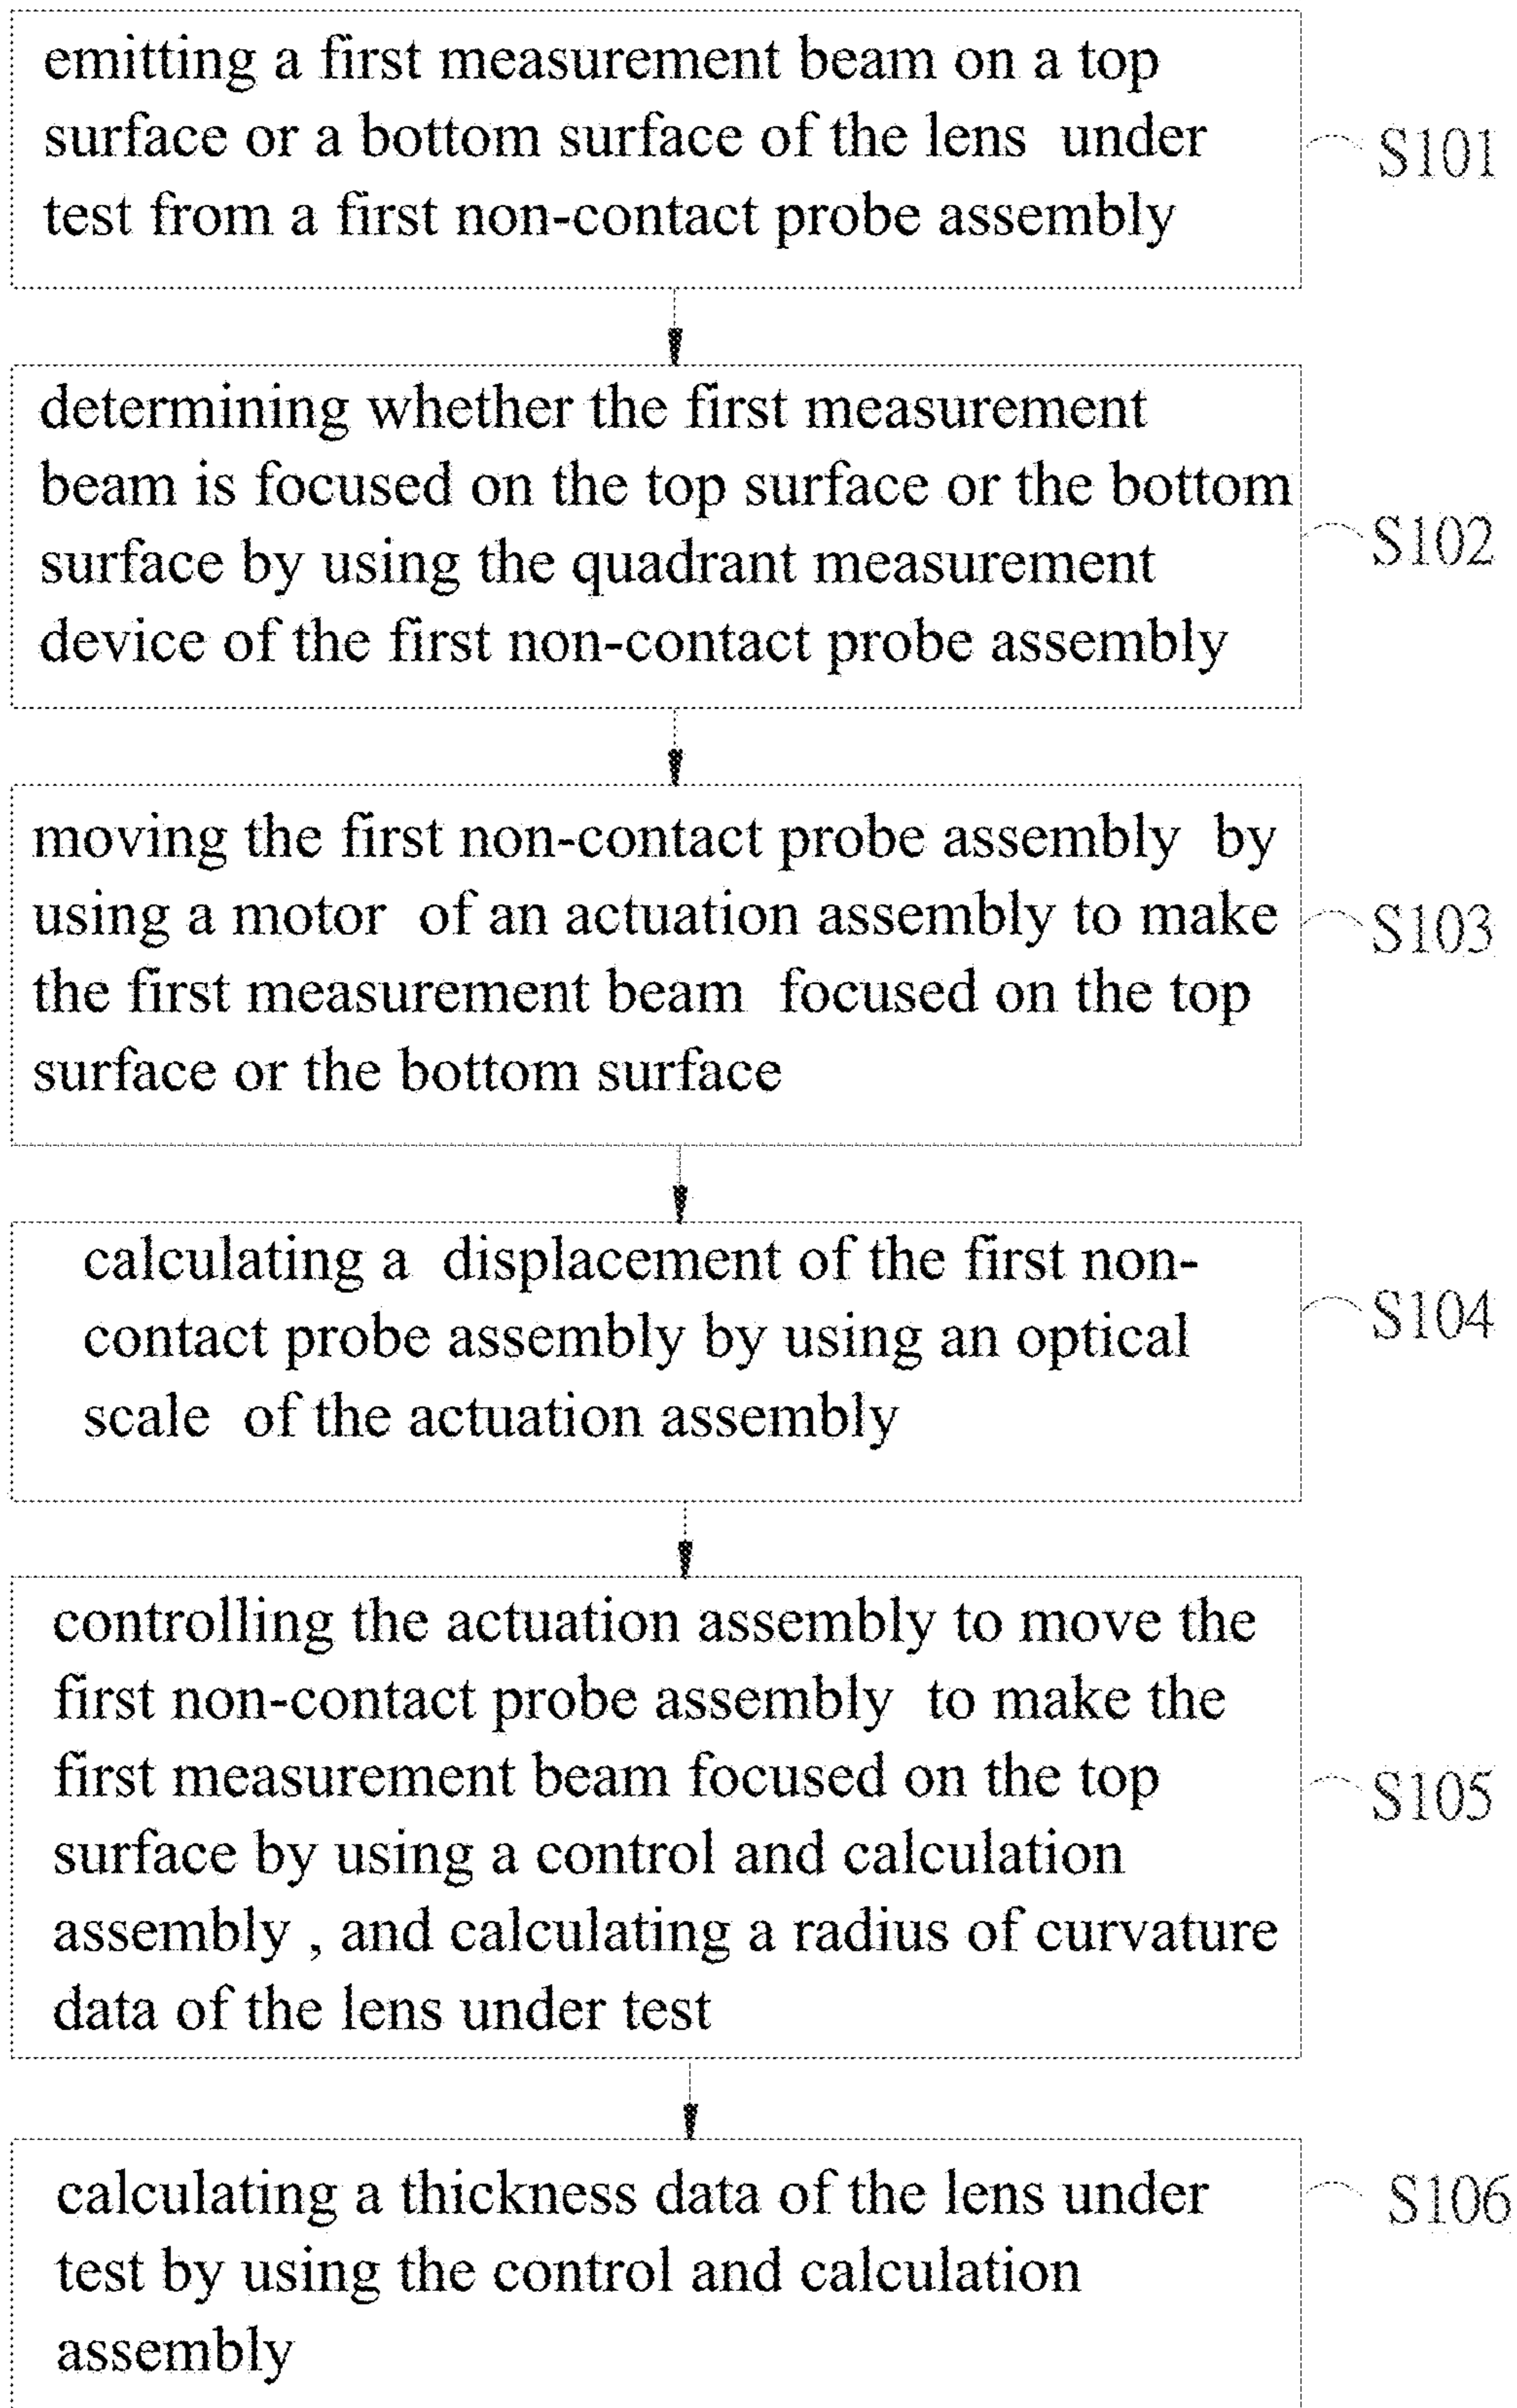 emitting a first measurement beam on a top
surface or a bottom surface of the lens under
test from a first non-contact probe assembly
S101
determining whether the first measurement
beam is focused on the top surface or the bottom
surface by using the quadrant measurement
device of the first non-contact probe assembly
S102
moving the first non-contact probe assembly by
using a motor of an actuation assembly to make
the first measurement beam focused on the top
surface or the bottom surface
S103
calculating a displacement of the first non-
contact probe assembly by using an optical
scale of the actuation assembly
S104
controlling the actuation assembly to move the
first non-contact probe assembly to make the
first measurement beam focused on the top
surface by using a control and calculation
assembly , and calculating a radius of curvature
data of the lens under test
S105
calculating a thickness data of the lens under
test by using the control and calculation
assembly
S106